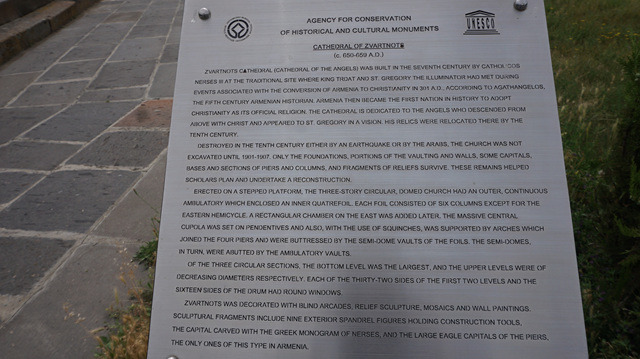 AGENCY FOR CONSERVATION
OF HISTORICAL AND CULTURAL MONUMENTS
UNESCO
CATHEDRAL OF ZVARTNOTS
(c. 650-659 A.D.)
ZVARTNOTS CATHEDRAL (CATHEDRAL OF THE ANGELS) WAS BUILT IN THE SEVENTH CENTURY BY CATHOLICOS
NERSES III AT THE TRADITIONAL SITE WHERE KING TRDAT AND ST. GREGORY THE ILLUMINATOR HAD MET DURING
EVENTS ASSOCIATED WITH THE CONVERSION OF ARMENIA TO CHRISTIANITY IN 301 A.D., ACCORDING TO AGATHANGELOS,
THE FIFTH CENTURY ARMENIAN HISTORIAN. ARMENIA THEN BECAME THE FIRST NATION IN HISTORY TO ADOPT
CHRISTIANITY AS ITS OFFICIAL RELIGION. THE CATHEDRAL IS DEDICATED TO THE ANGELS WHO DESCENDED FROM
ABOVE WITH CHRIST AND APPEARED TO ST. GREGORY IN A VISION. HIS RELICS WERE RELOCATED THERE BY THE
TENTH CENTURY.
DESTROYED IN THE TENTH CENTURY EITHER BY AN EARTHQUAKE OR BY THE ARABS, THE CHURCH WAS NOT
EXCAVATED UNTIL 1901-1907. ONLY THE FOUNDATIONS, PORTIONS OF THE VAULTING AND WALLS, SOME CAPITALS,
BASES AND SECTIONS OF PIERS AND COLUMNS, AND FRAGMENTS OF RELIEFS SURVIVE. THESE REMAINS HELPED
SCHOLARS PLAN AND UNDERTAKE A RECONSTRUCTION.
ERECTED ON A STEPPED PLATFORM, THE THREE-STORY CIRCULAR, DOMED CHURCH HAD AN OUTER, CONTINUOUS
AMBULATORY WHICH ENCLOSED AN INNER QUATREFOIL. EACH FOIL CONSISTED OF SIX COLUMNS EXCEPT FOR THE
EASTERN HEMICYCLE. A RECTANGULAR CHAMBER ON THE EAST WAS ADDED LATER. THE MASSIVE CENTRAL
CUPOLA WAS SET ON PENDENTIVES AND ALSO, WITH THE USE OF SQUINCHES, WAS SUPPORTED BY ARCHES WHICH
JOINED THE FOUR PIERS AND WERE BUTTRESSED BY THE SEMI-DOME VAULTS OF THE FOILS. THE SEMI-DOMES,
IN TURN, WERE ABUTTED BY THE AMBULATORY VAULTS.
OF THE THREE CIRCULAR SECTIONS, THE BOTTOM LEVEL WAS THE LARGEST, AND THE UPPER LEVELS WERE OF
DECREASING DIAMETERS RESPECTIVELY. EACH OF THE THIRTY-TWO SIDES OF THE FIRST TWO LEVELS AND THE
SIXTEEN SIDES OF THE DRUM HAD ROUND WINDOWS.
ZVARTNOTS WAS DECORATED WITH BLIND ARCADES, RELIEF SCULPTURE, MOSAICS AND WALL PAINTINGS.
SCULPTURAL FRAGMENTS INCLUDE NINE EXTERIOR SPANDREL FIGURES HOLDING CONSTRUCTION TOOLS,
THE CAPITAL CARVED WITH THE GREEK MONOGRAM OF NERSES, AND THE LARGE EAGLE CAPITALS OF THE PIERS,
THE ONLY ONES OF THIS TYPE IN ARMENIA.